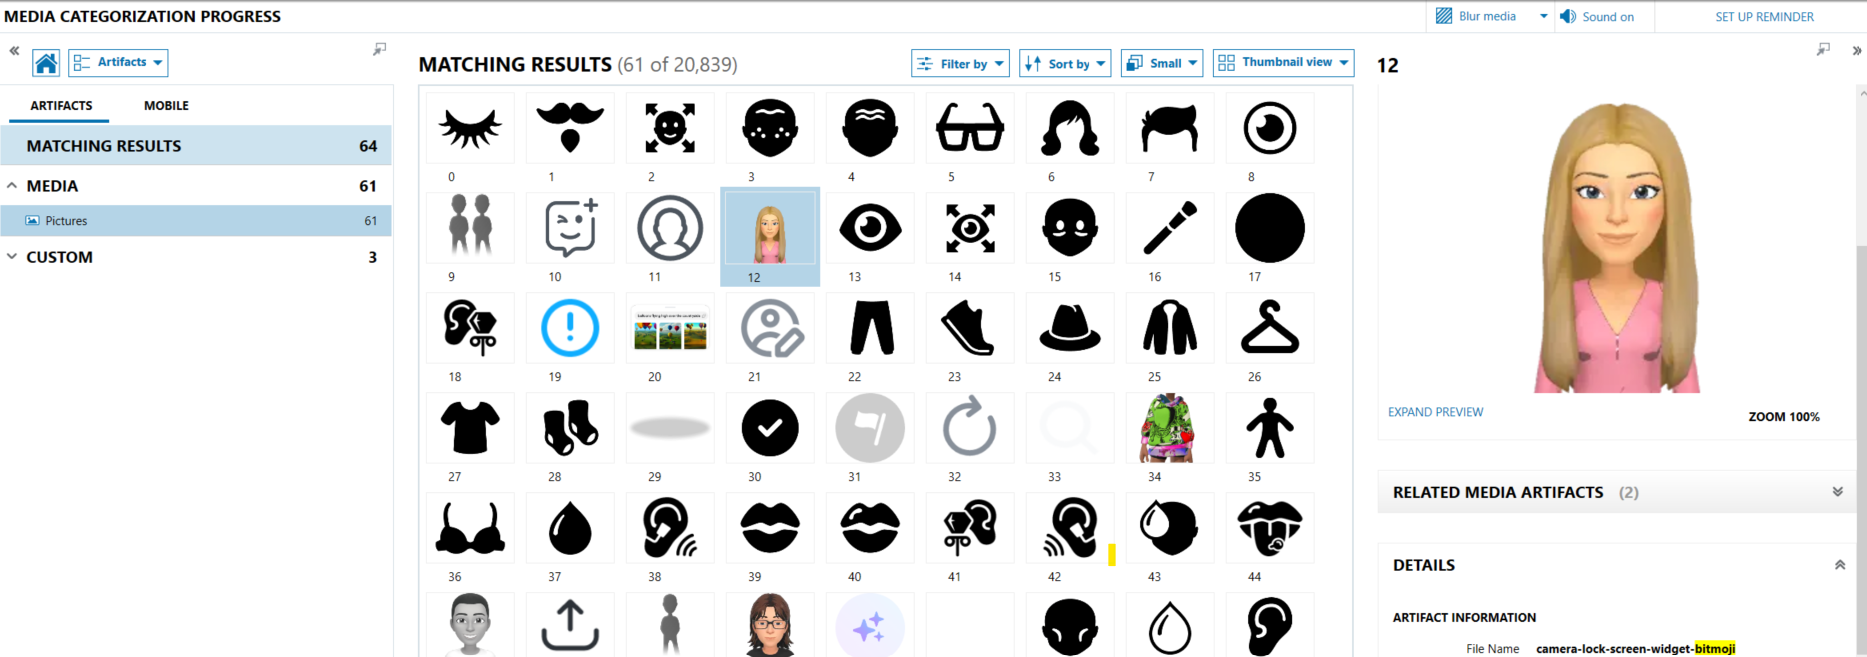 MEDIA CATEGORIZATION PROGRESS
Blur media
Sound on
SET UP REMINDER
Artifacts
ARTIFACTS MOBILE
MATCHING RESULTS 64
MEDIA 61
Pictures 61
CUSTOM 3
MATCHING RESULTS (61 of 20,839)
Filter by
Sort by
Small
Thumbnail view
0 1 2 3 4 5 6 7 8
9 10 11 12 13 14 15 16 17
18 19 20 21 22 23 24 25 26
27 28 29 30 31 32 33 34 35
36 37 38 39 40 41 42 43 44
12
EXPAND PREVIEW
ZOOM 100%
RELATED MEDIA ARTIFACTS (2)
DETAILS
ARTIFACT INFORMATION
File Name camera-lock-screen-widget-bitmoji